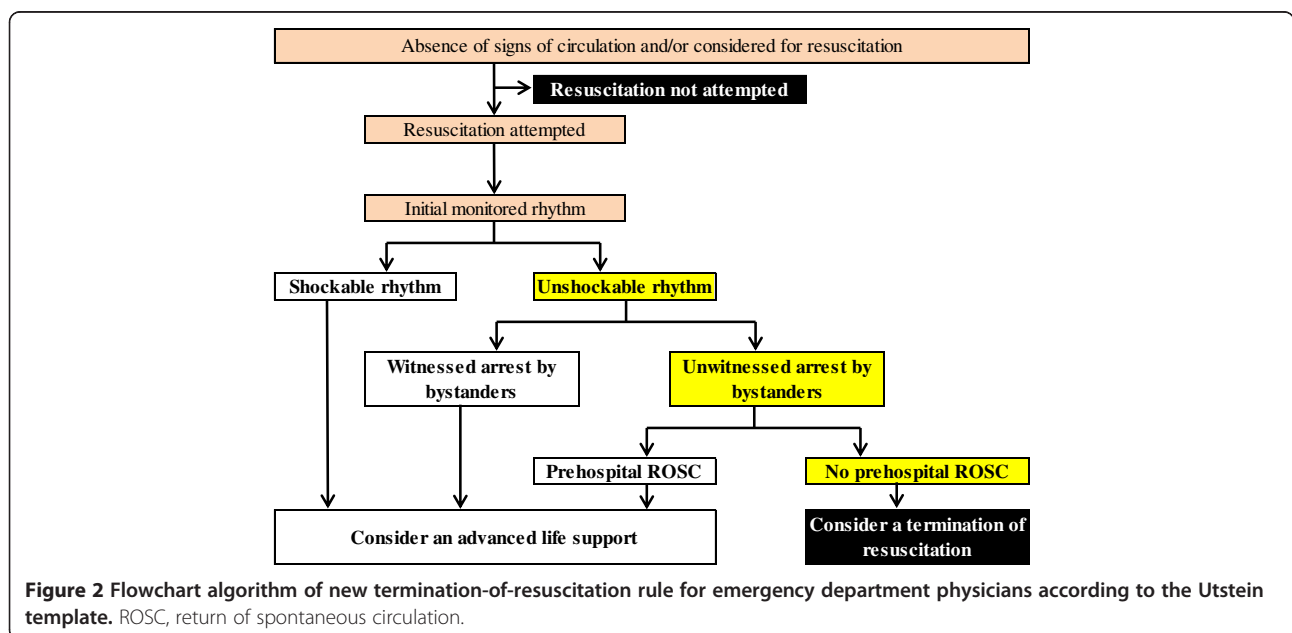 Absence of signs of circulation and/or considered for resuscitation
Resuscitation not attempted
Resuscitation attempted
Initial monitored rhythm
Shockable rhythm
Unshockable rhythm
Witnessed arrest by
bystanders
Unwitnessed arrest by
bystanders
Prehospital ROSC
No prehospital ROSC
Consider an advanced life support
Consider a termination of
resuscitation
Figure 2 Flowchart algorithm of new termination-of-resuscitation rule for emergency department physicians according to the Utstein
template. ROSC, return of spontaneous circulation.